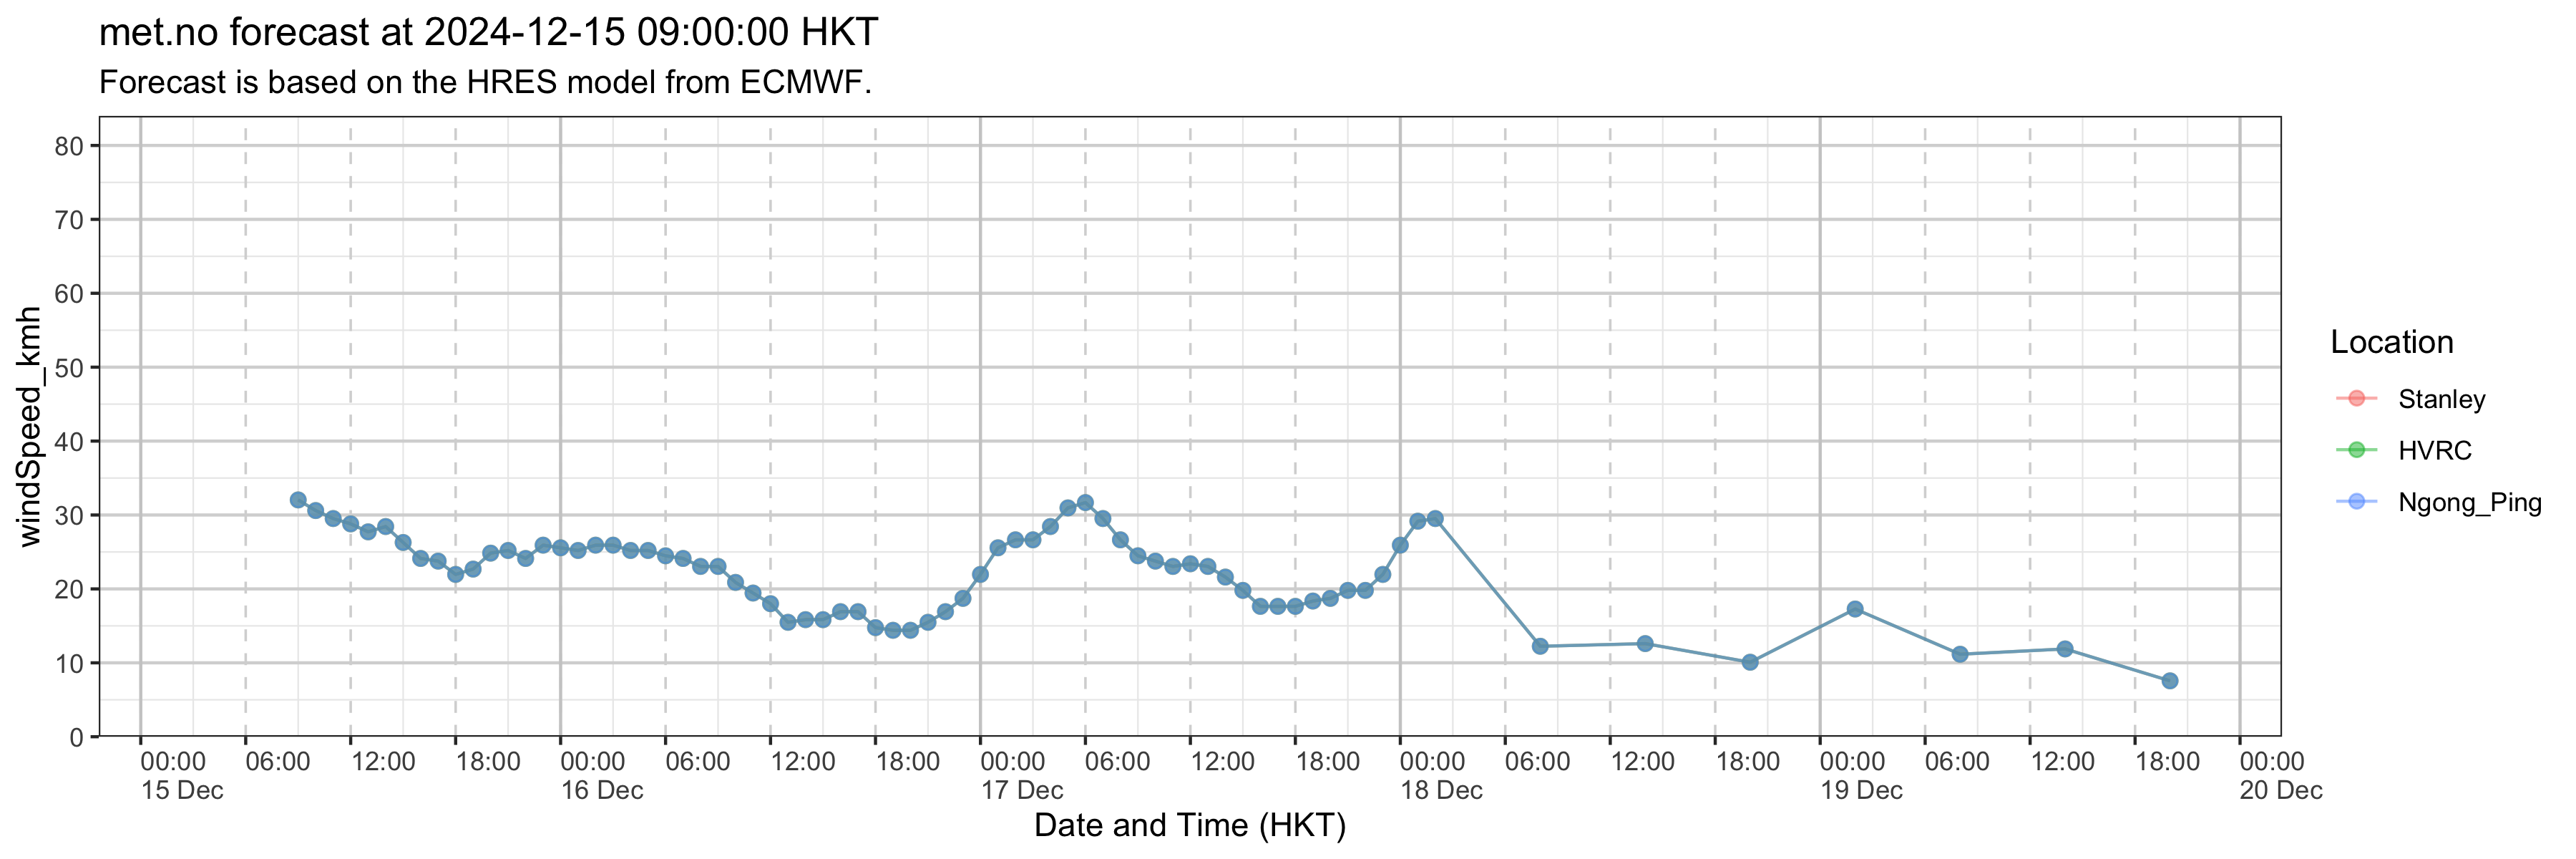 met.no forecast at 2024-12-15 09:00:00 HKT
Forecast is based on the HRES model from ECMWF.
windSpeed_kmh
80
70
60
50
40
30
20
10
0
00:00 06:00 12:00 18:00 00:00 06:00 12:00 18:00 00:00 06:00 12:00 18:00 00:00 06:00 12:00 18:00 00:00 06:00 12:00 18:00 00:00
15 Dec 16 Dec 17 Dec 18 Dec 19 Dec 20 Dec
Date and Time (HKT)
Location
Stanley
HVRC
Ngong_Ping